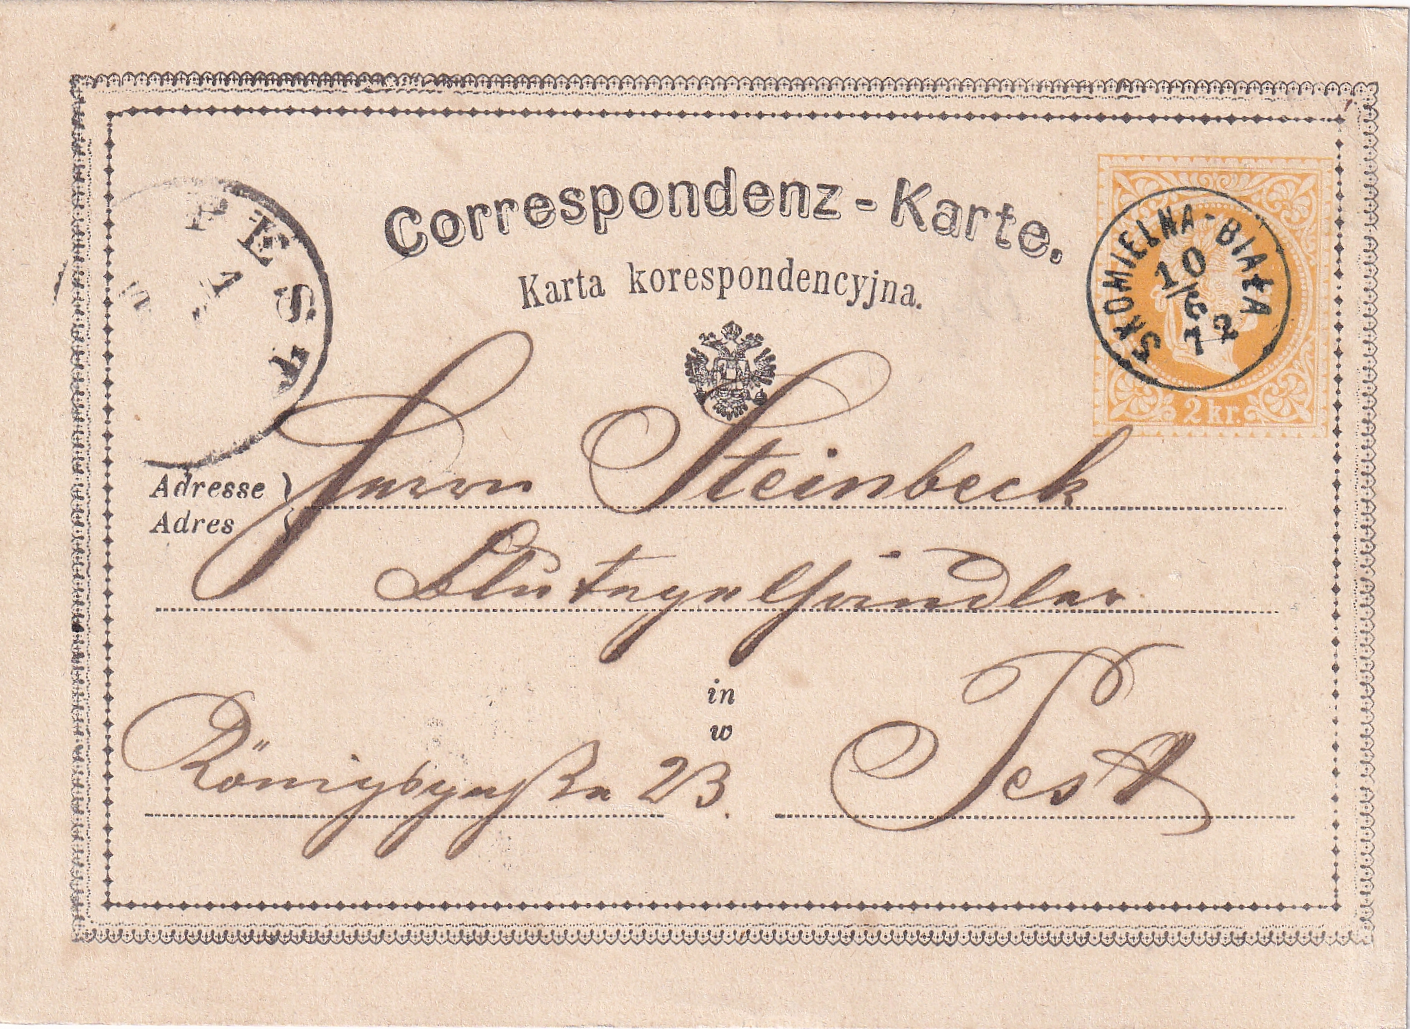 Correspondenz-Karte.
Karta korespondencyjna.
SKOMIELNA-BIAŁA
10
6
72
2 kr.
PEST
Adresse
Adres
Herrn Steinbeck
Blutegelhändler
in
w
Königsgasse 23. Pest